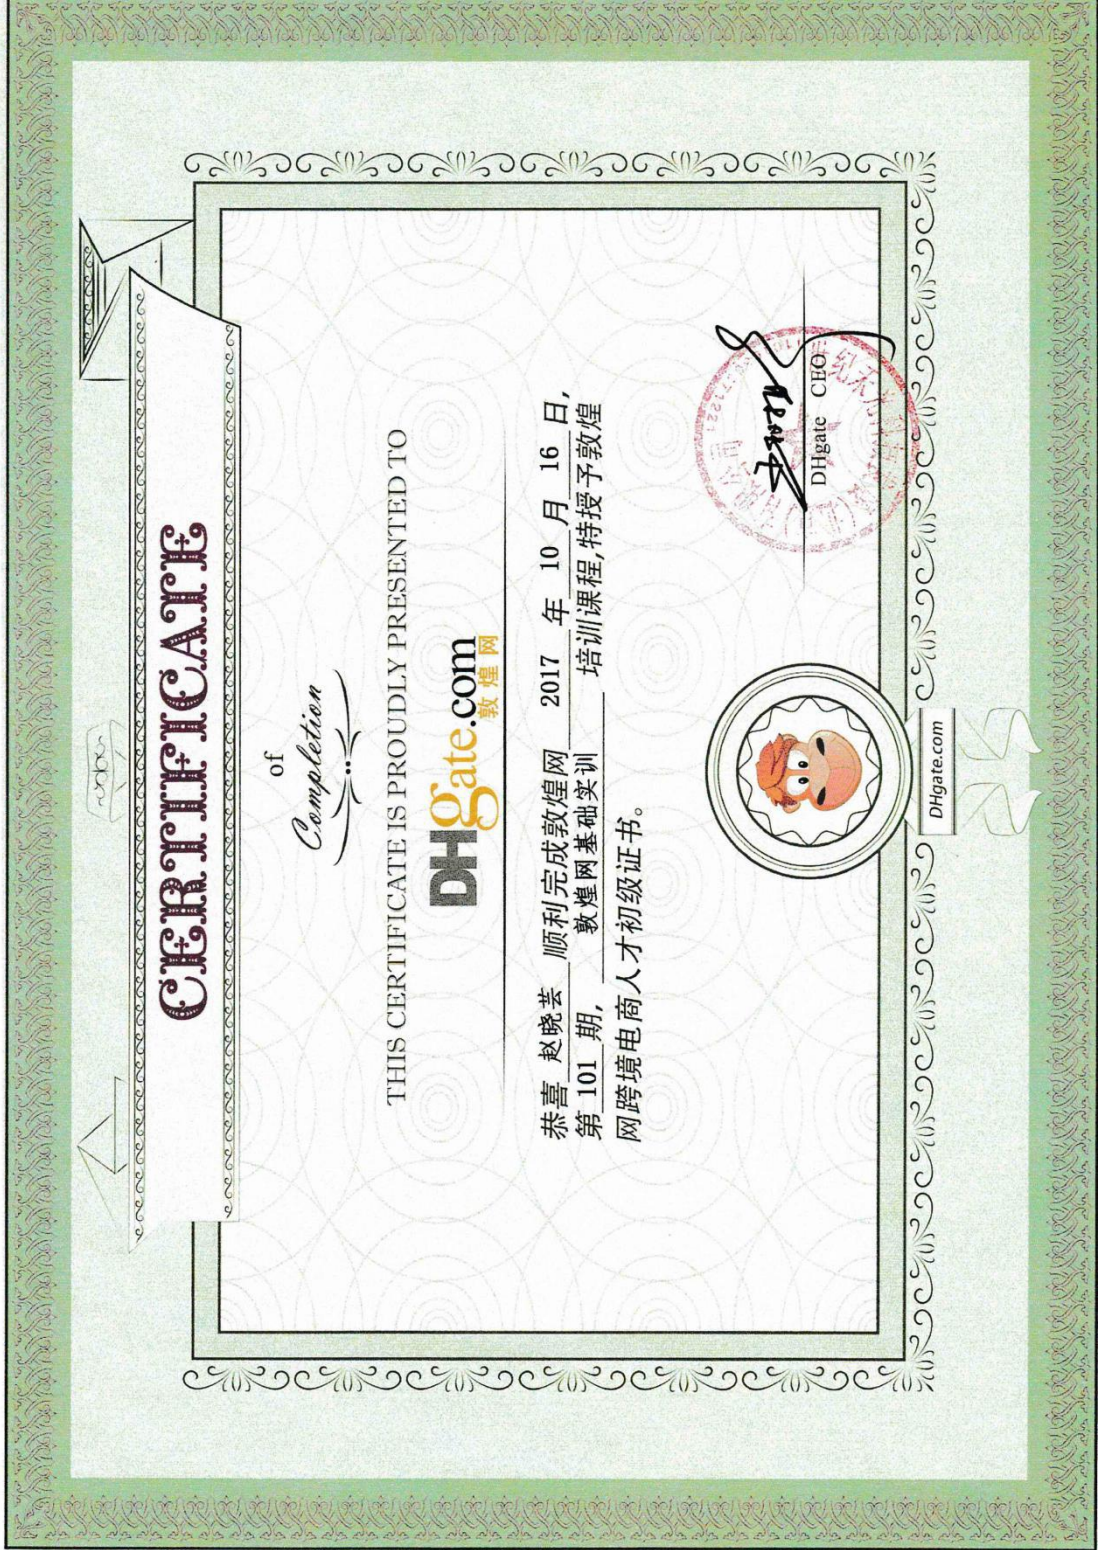 CERTIFICATE
of
Completion
THIS CERTIFICATE IS PROUDLY PRESENTED TO
DHgate.com
敦煌网
恭喜 赵晓芸 顺利完成敦煌网 2017 年 10 月 16 日,
第 101 期, 敦煌网基础实训 培训课程,特授予敦煌
网跨境电商人才初级证书。
DHgate CEO
DHgate.com